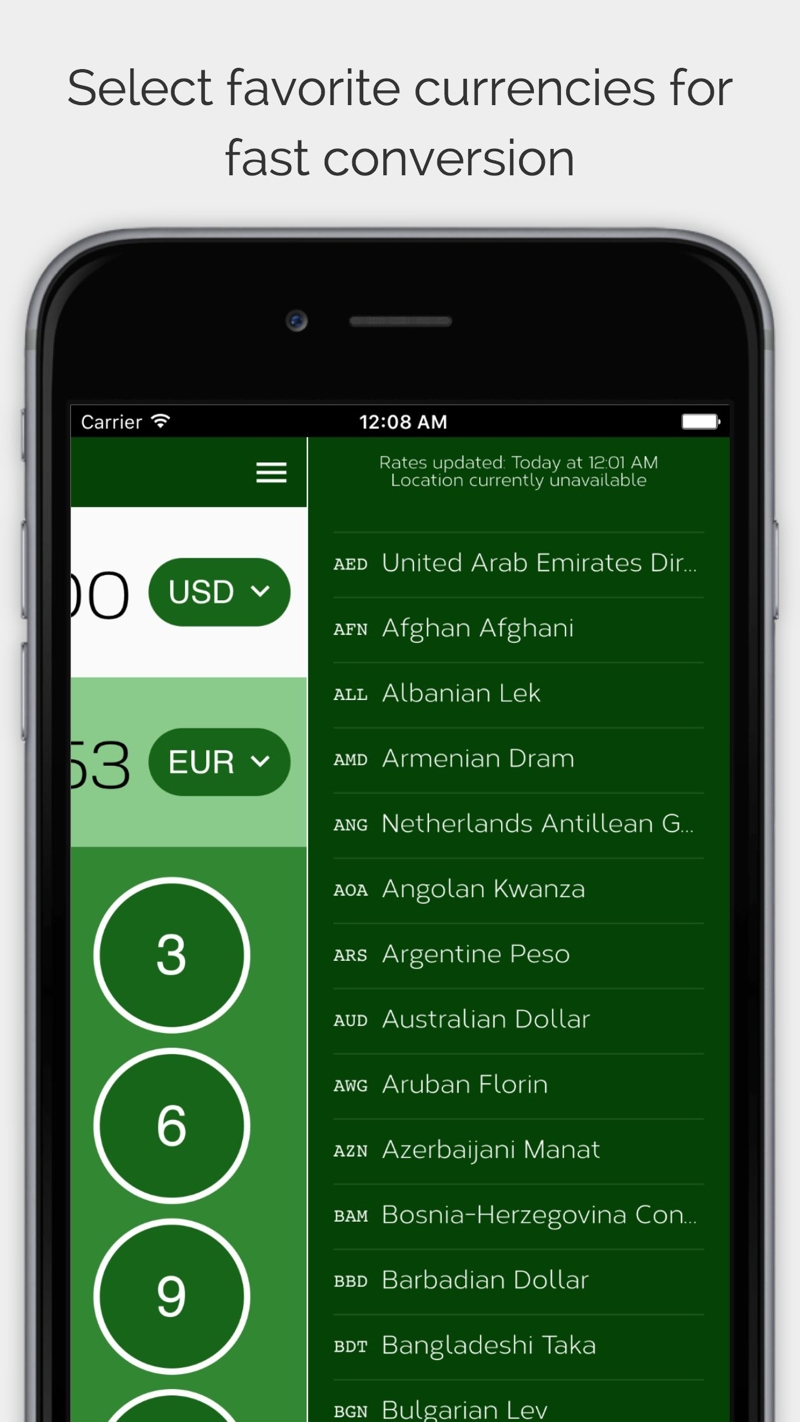 Select favorite currencies for
fast conversion
Carrier
12:08 AM
Rates updated: Today at 12:01 AM
Location currently unavailable
00 USD
53 EUR
3
6
9
AED United Arab Emirates Dir...
AFN Afghan Afghani
ALL Albanian Lek
AMD Armenian Dram
ANG Netherlands Antillean G...
AOA Angolan Kwanza
ARS Argentine Peso
AUD Australian Dollar
AWG Aruban Florin
AZN Azerbaijani Manat
BAM Bosnia-Herzegovina Con...
BBD Barbadian Dollar
BDT Bangladeshi Taka
BGN Bulgarian Lev